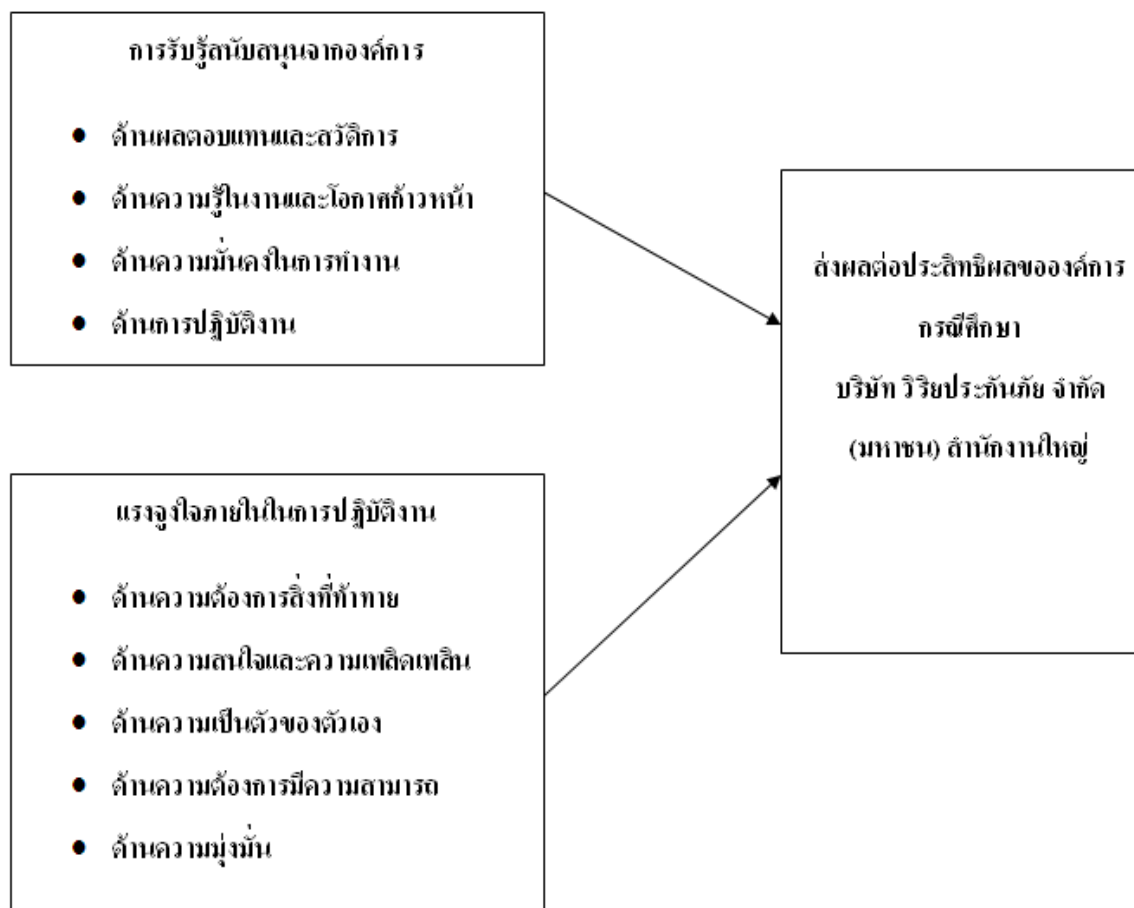 การรับรู้สนับสนุนจากองค์การ
● ด้านผลตอบแทนและสวัติการ
● ด้านความรู้ในงานและโอกาศก้าวหน้า
● ด้านความมั่นคงในการทำงาน
● ด้านการปฏิบัติงาน
แรงจูงใจภายในในการปฏิบัติงาน
● ด้านความต้องการสิ่งที่ท้าทาย
● ด้านความสนใจและความเพลิดเพลิน
● ด้านความเป็นตัวของตัวเอง
● ด้านความต้องการมีความสามารถ
● ด้านความมุ่งมั่น
ส่งผลต่อประสิทธิผลขององค์การ
กรณีศึกษา
บริษัท วิริยประกันภัย จำกัด
(มหาชน) สำนักงานใหญ่